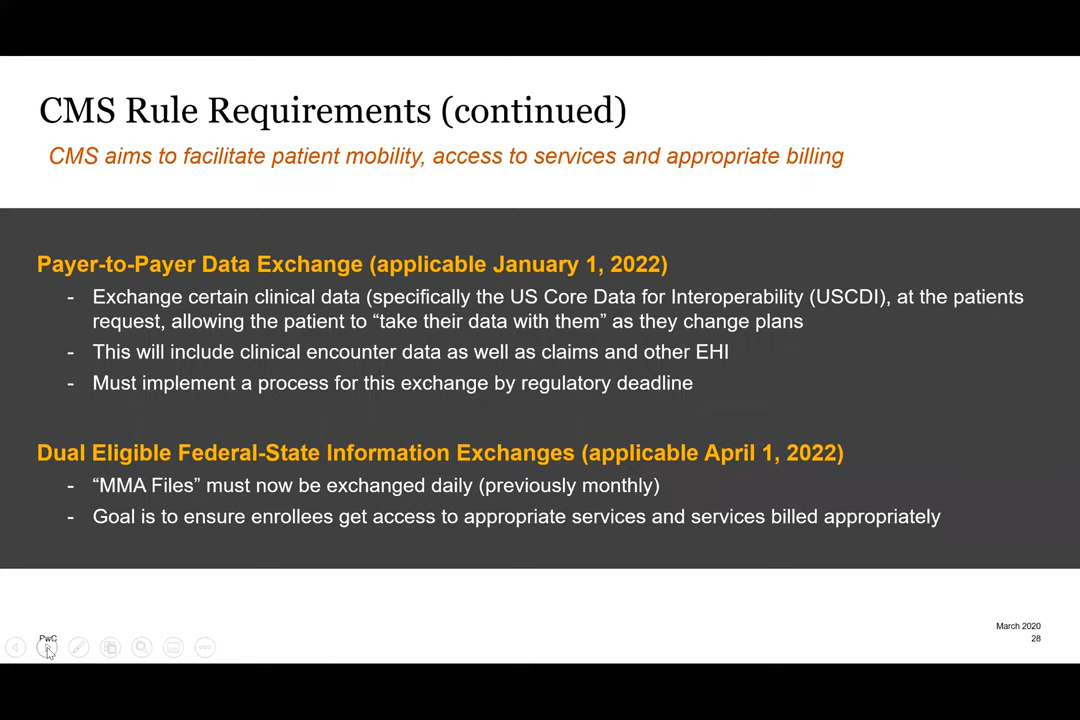 CMS Rule Requirements (continued)
CMS aims to facilitate patient mobility, access to services and appropriate billing
Payer-to-Payer Data Exchange (applicable January 1, 2022)
- Exchange certain clinical data (specifically the US Core Data for Interoperability (USCDI), at the patients
request, allowing the patient to “take their data with them” as they change plans
- This will include clinical encounter data as well as claims and other EHI
- Must implement a process for this exchange by regulatory deadline
Dual Eligible Federal-State Information Exchanges (applicable April 1, 2022)
- “MMA Files” must now be exchanged daily (previously monthly)
- Goal is to ensure enrollees get access to appropriate services and services billed appropriately
PwC
March 2020
28